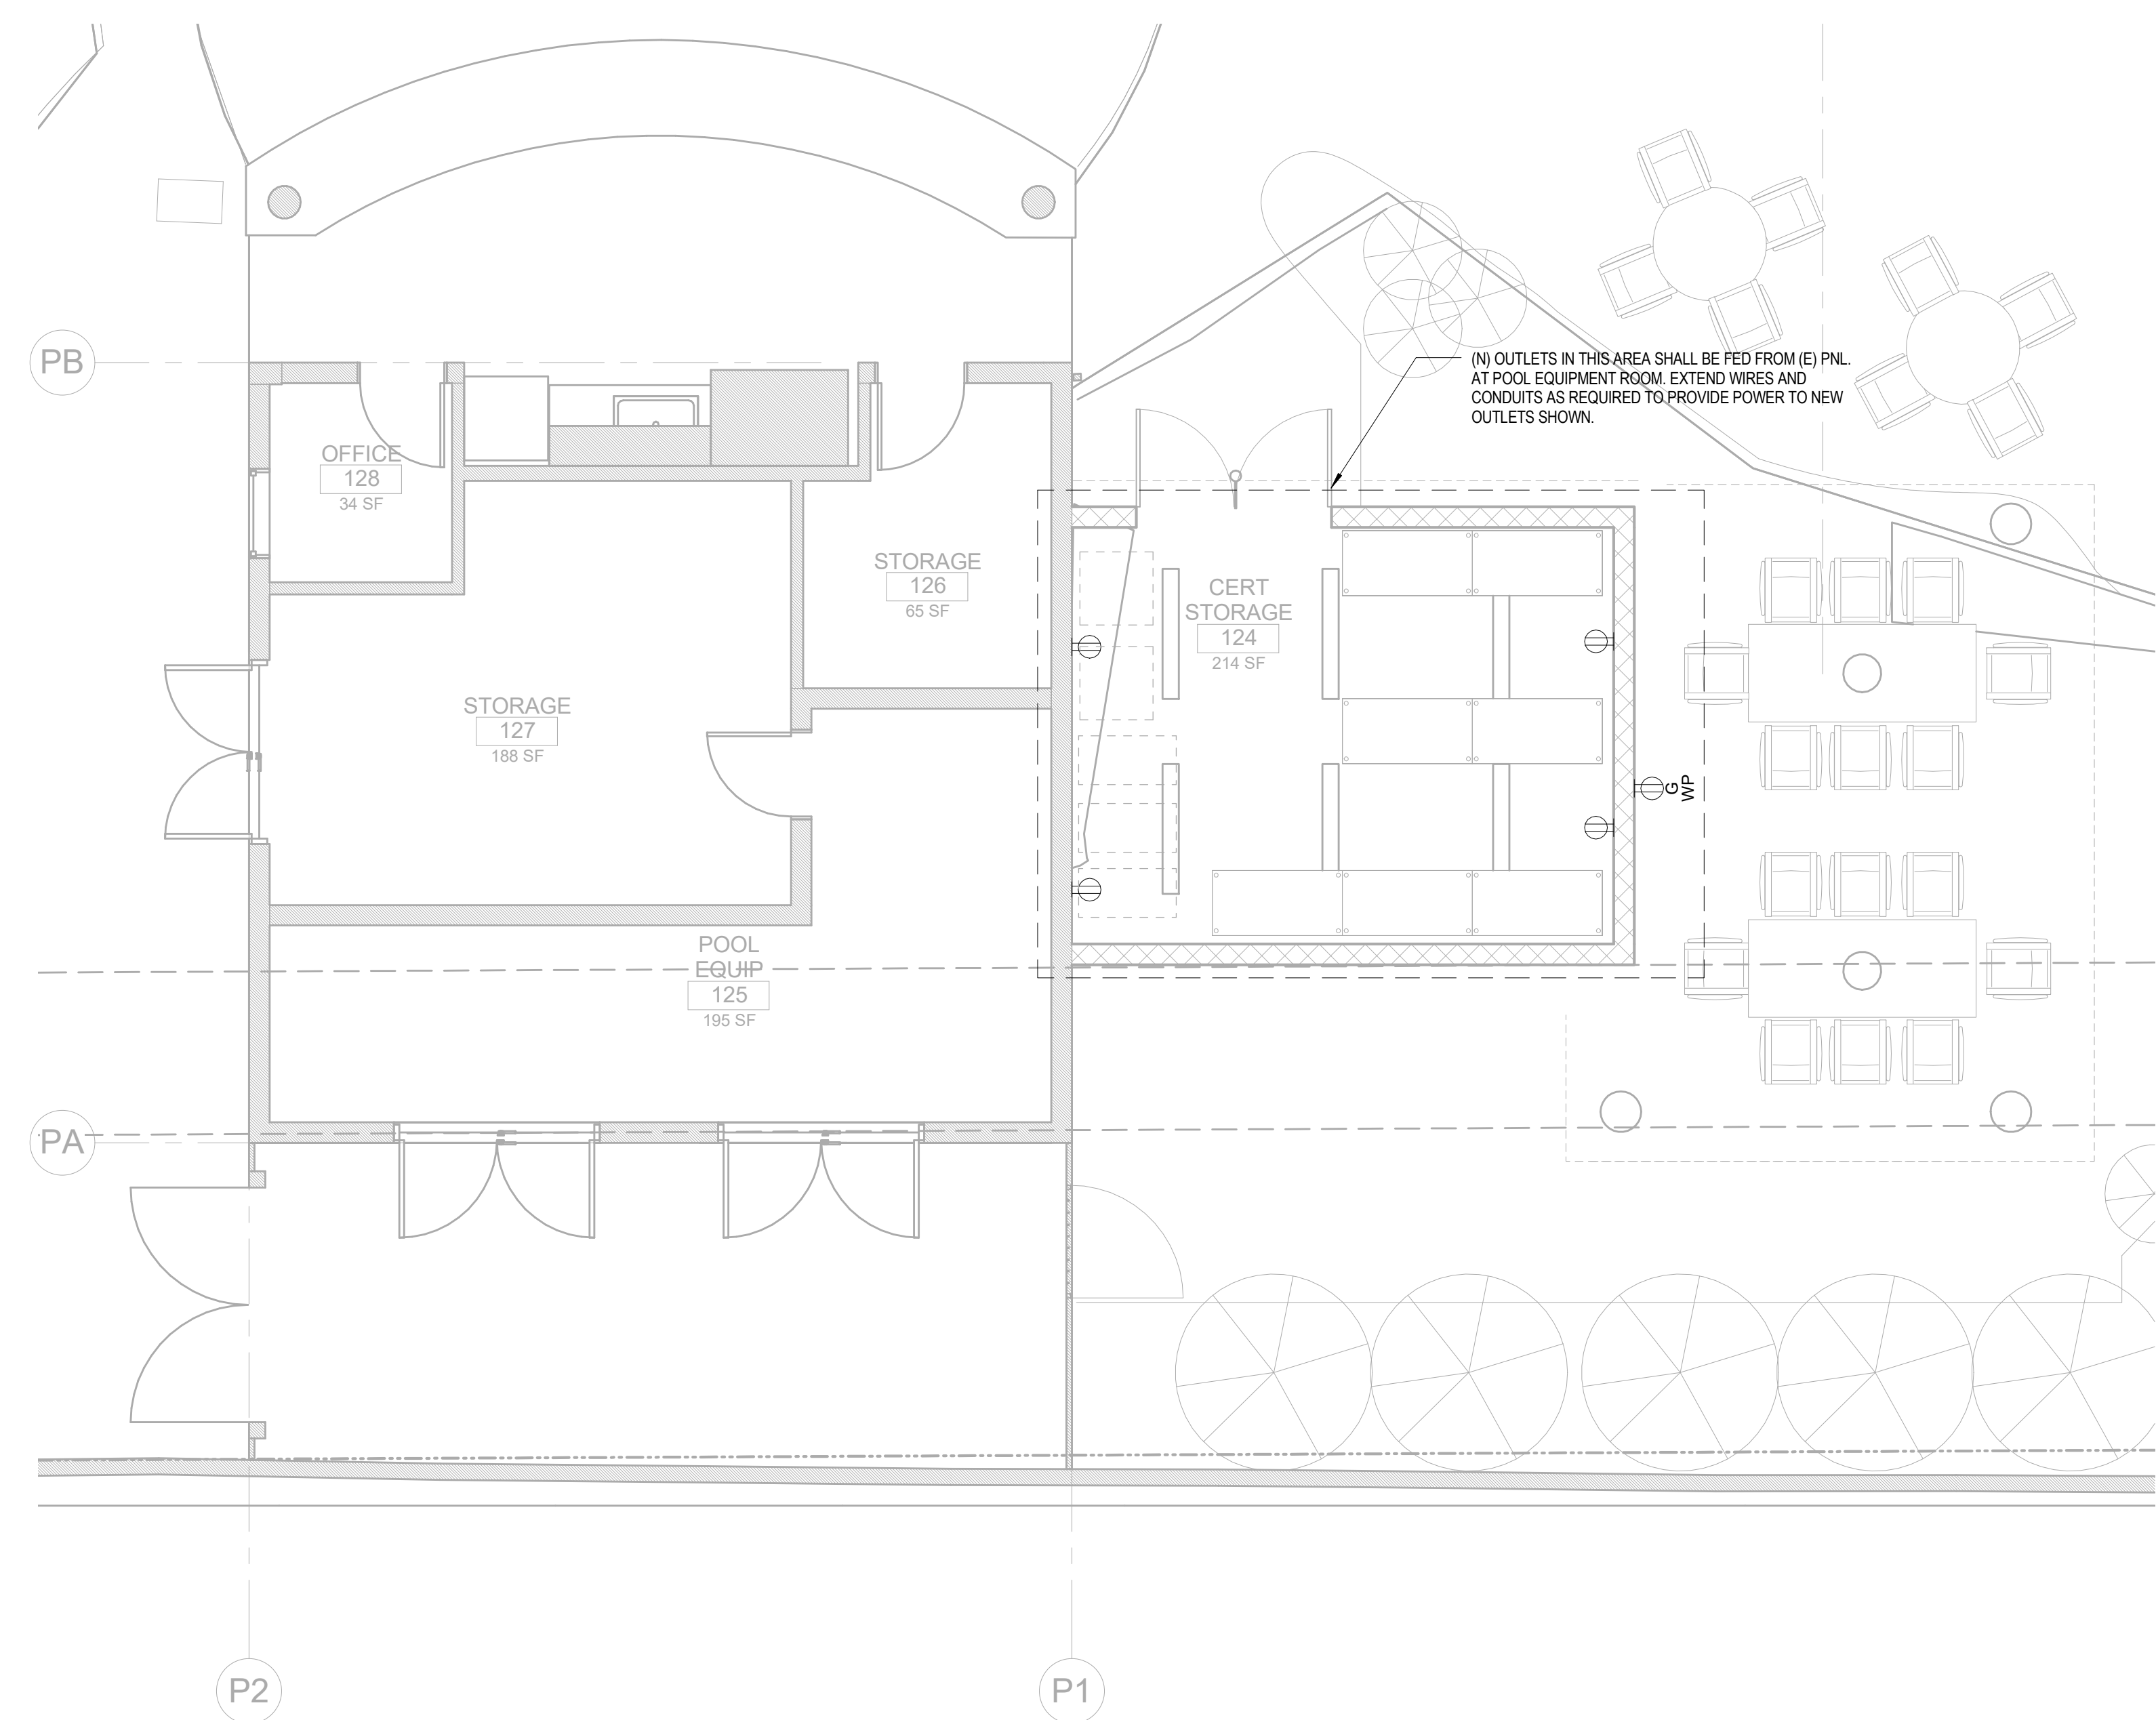 PB
(N) OUTLETS IN THIS AREA SHALL BE FED FROM (E) PNL.
AT POOL EQUIPMENT ROOM. EXTEND WIRES AND
CONDUITS AS REQUIRED TO PROVIDE POWER TO NEW
OUTLETS SHOWN.
OFFICE
128
34 SF
STORAGE
126
65 SF
CERT
STORAGE
124
214 SF
STORAGE
127
188 SF
G
WP
POOL
EQUIP
125
195 SF
PA
P2
P1